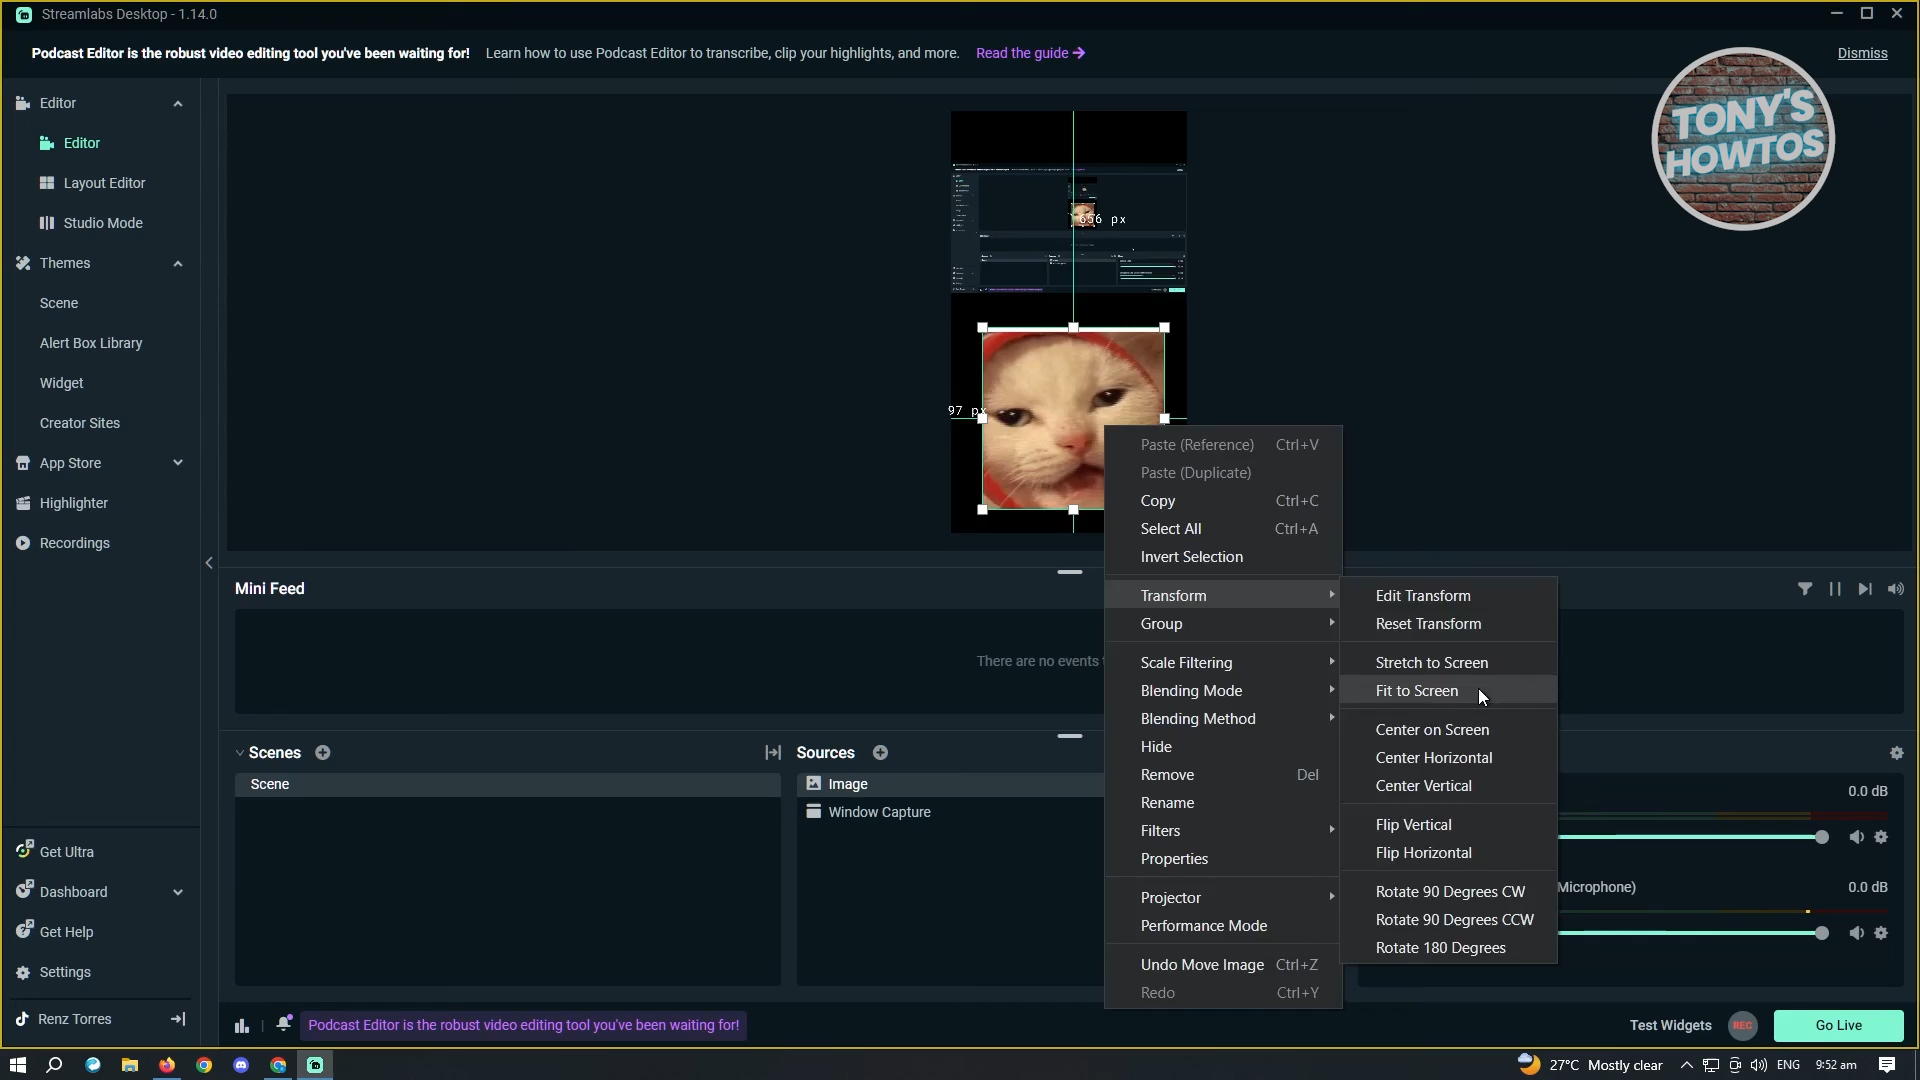 Streamlabs Desktop - 1.14.0
Podcast Editor is the robust video editing tool you've been waiting for! Learn how to use Podcast Editor to transcribe, clip your highlights, and more. Read the guide Dismiss
TONY'S
HOWTOS
Editor
Editor
Layout Editor
Studio Mode
Themes
Scene
Alert Box Library
Widget
Creator Sites
App Store
Highlighter
Recordings
656 px
97 px
Paste (Reference) Ctrl+V
Paste (Duplicate)
Copy Ctrl+C
Select All Ctrl+A
Invert Selection
Transform
Group
Scale Filtering
Blending Mode
Blending Method
Hide
Remove Del
Rename
Filters
Properties
Projector
Performance Mode
Undo Move Image Ctrl+Z
Redo Ctrl+Y
Edit Transform
Reset Transform
Stretch to Screen
Fit to Screen
Center on Screen
Center Horizontal
Center Vertical
Flip Vertical
Flip Horizontal
Rotate 90 Degrees CW
Rotate 90 Degrees CCW
Rotate 180 Degrees
Mini Feed
There are no events
Scenes
Scene
Sources
Image
Window Capture
0.0 dB
Microphone) 0.0 dB
Get Ultra
Dashboard
Get Help
Settings
Renz Torres
Podcast Editor is the robust video editing tool you've been waiting for!
Test Widgets REC Go Live
27°C Mostly clear ENG 9:52 am